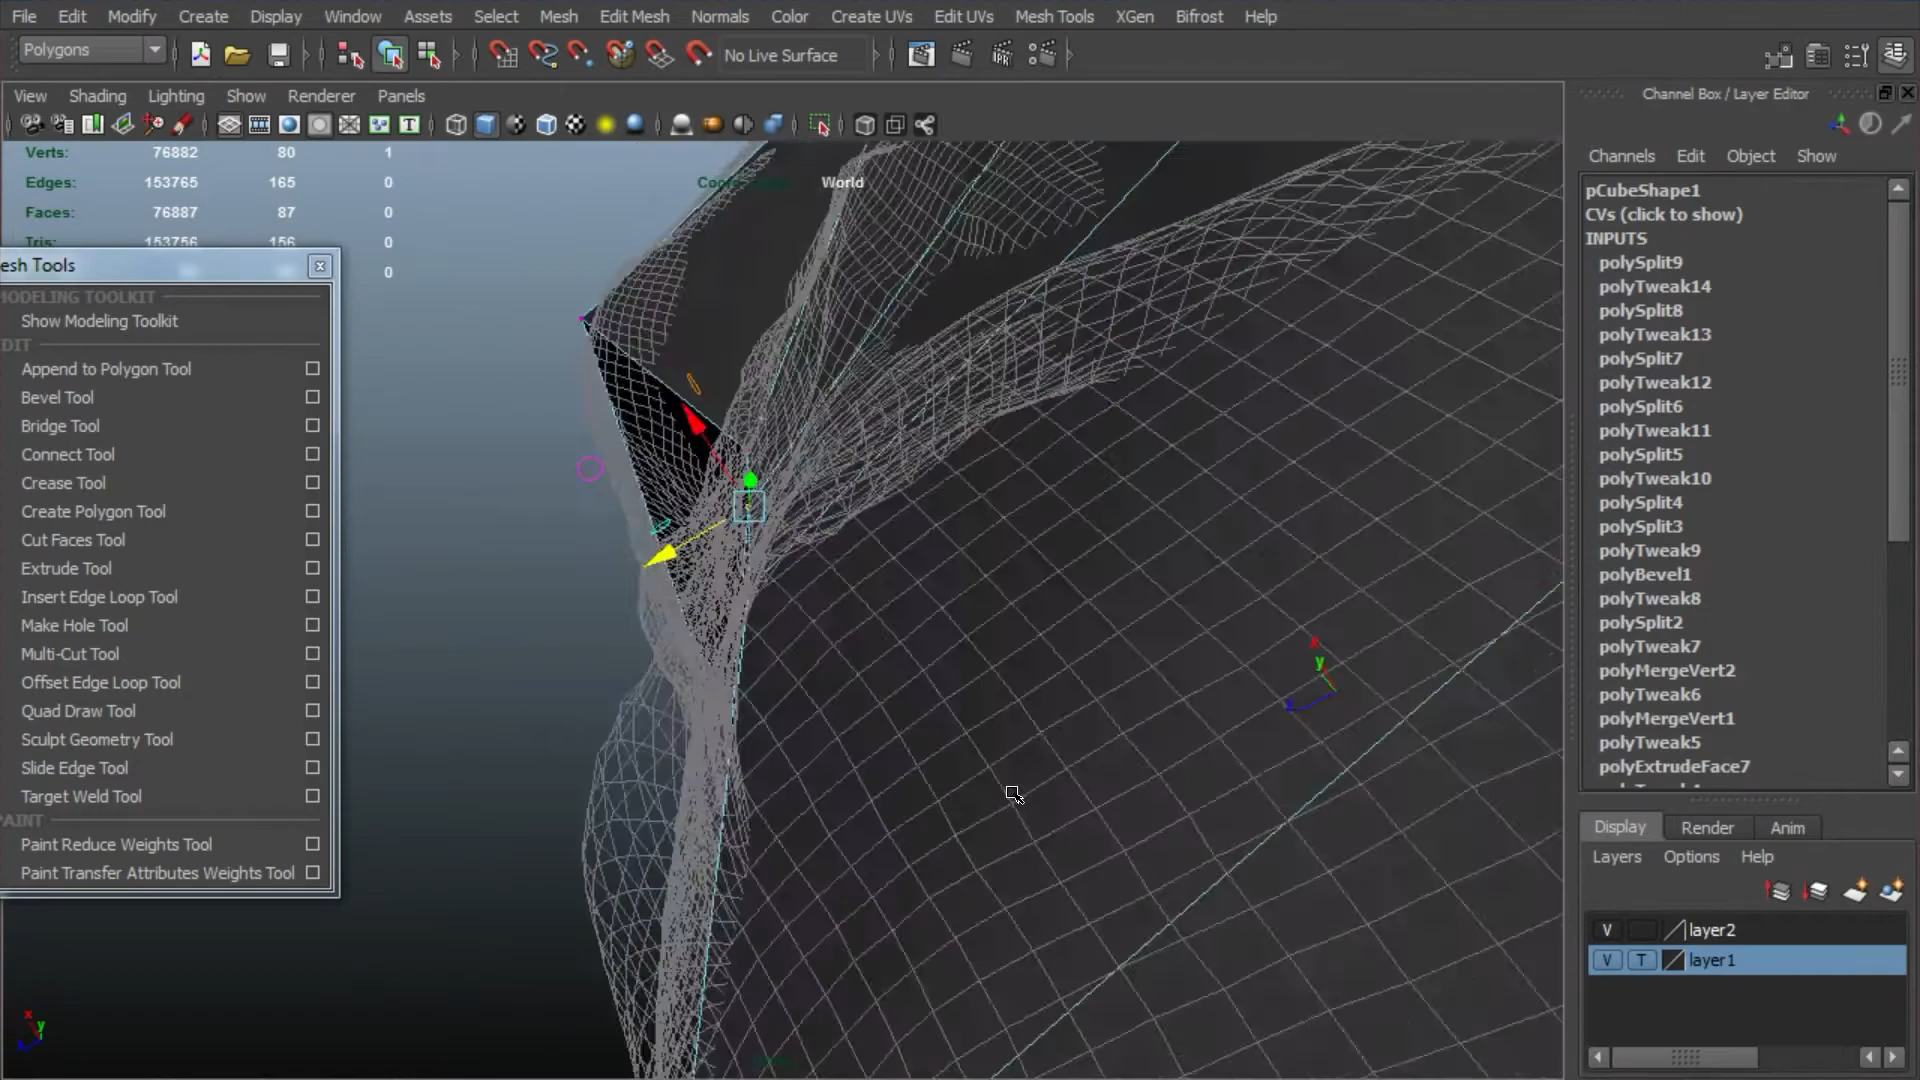 File Edit Modify Create Display Window Assets Select Mesh Edit Mesh Normals Color Create UVs Edit UVs Mesh Tools XGen Bifrost Help
Polygons
No Live Surface
View Shading Lighting Show Renderer Panels
Channel Box / Layer Editor
Verts: 76882 80 1
Edges: 153765 165 0
Faces: 76887 87 0
Tris: 153756 156 0
0
World
Channels Edit Object Show
pCubeShape1
CVs (click to show)
INPUTS
polySplit9
polyTweak14
polySplit8
polyTweak13
polySplit7
polyTweak12
polySplit6
polyTweak11
polySplit5
polyTweak10
polySplit4
polySplit3
polyTweak9
polyBevel1
polyTweak8
polySplit2
polyTweak7
polyMergeVert2
polyTweak6
polyMergeVert1
polyTweak5
polyExtrudeFace7
esh Tools
MODELING TOOLKIT
Show Modeling Toolkit
DIT
Append to Polygon Tool
Bevel Tool
Bridge Tool
Connect Tool
Crease Tool
Create Polygon Tool
Cut Faces Tool
Extrude Tool
Insert Edge Loop Tool
Make Hole Tool
Multi-Cut Tool
Offset Edge Loop Tool
Quad Draw Tool
Sculpt Geometry Tool
Slide Edge Tool
Target Weld Tool
PAINT
Paint Reduce Weights Tool
Paint Transfer Attributes Weights Tool
x
y
z
x
y
z
Display Render Anim
Layers Options Help
V layer2
V T layer1